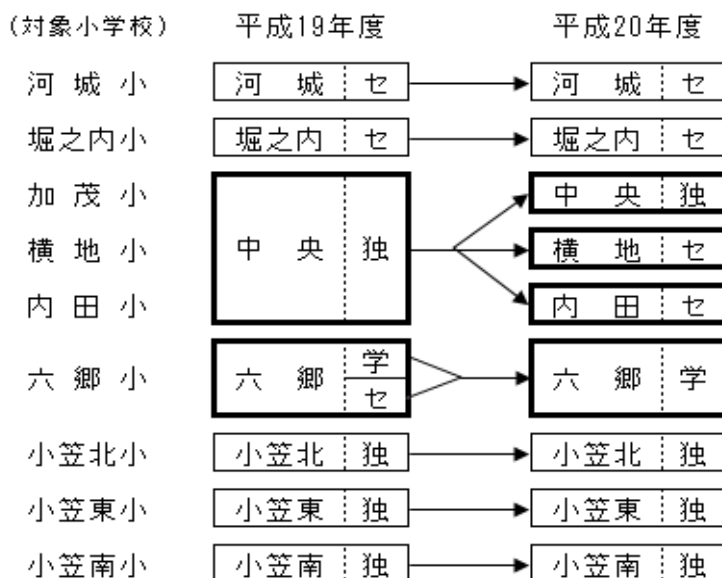 (対象小学校) 平成19年度 平成20年度
河城小 河城 セ 河城 セ
堀之内小 堀之内 セ 堀之内 セ
加茂小 中央 独
横地小 中央 独 横地 セ
内田小 内田 セ
六郷小 六郷 学 セ 六郷 学
小笠北小 小笠北 独 小笠北 独
小笠東小 小笠東 独 小笠東 独
小笠南小 小笠南 独 小笠南 独